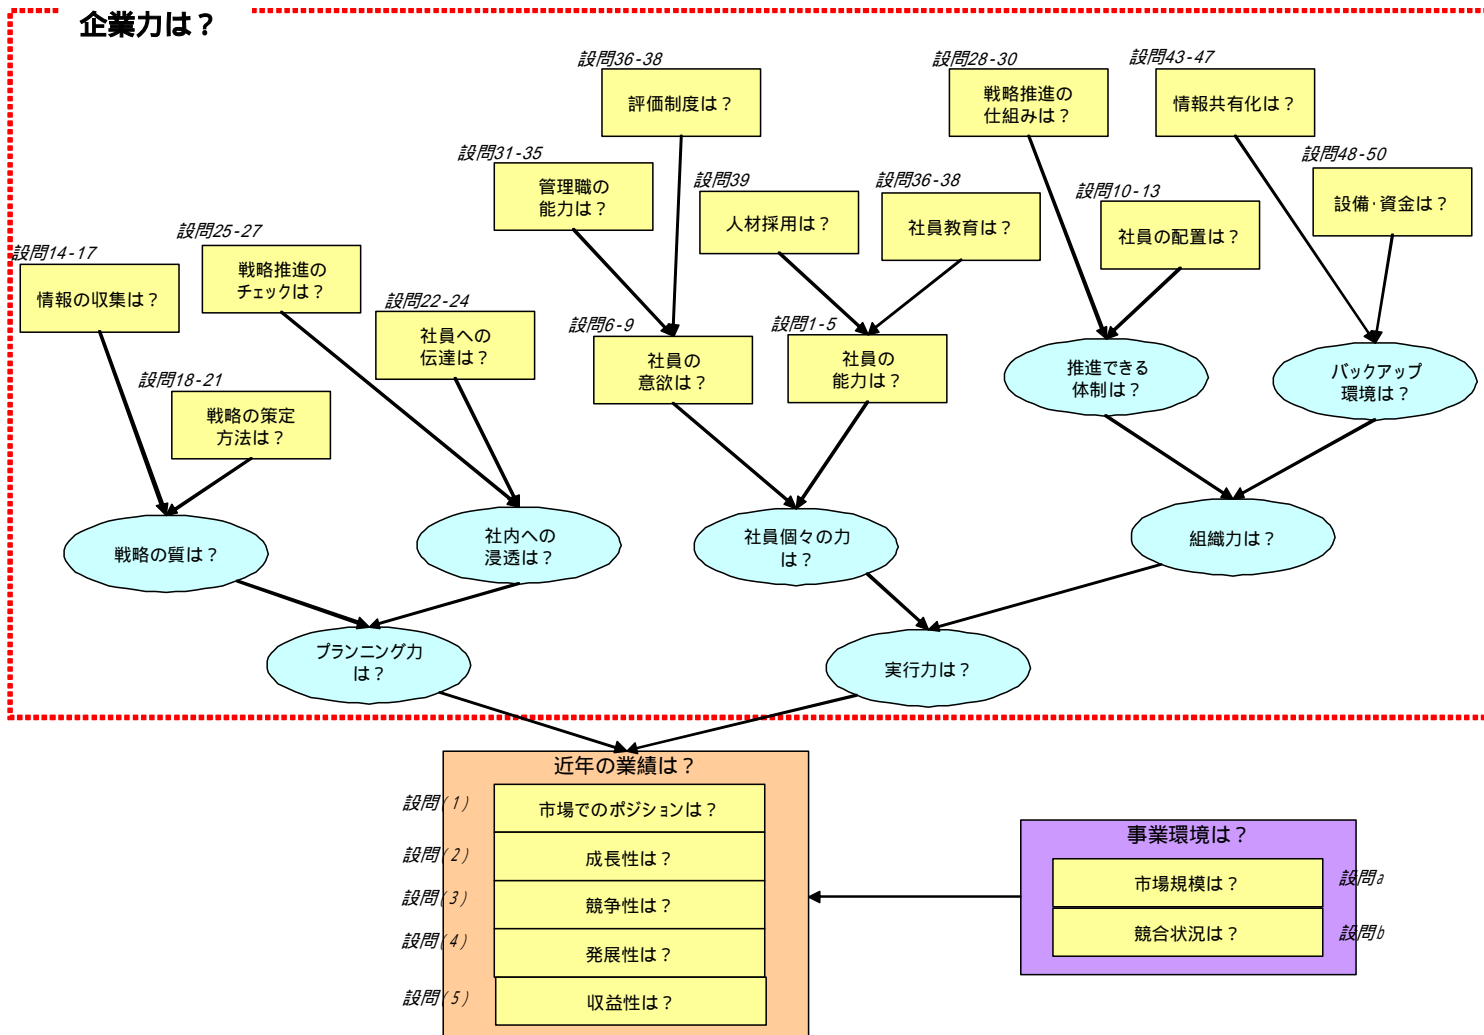 企業力は？
設問36-38
評価制度は？
設問28-30
戦略推進の
仕組みは？
設問43-47
情報共有化は？
設問31-35
管理職の
能力は？
設問39
人材採用は？
設問36-38
社員教育は？
設問10-13
社員の配置は？
設問48-50
設備・資金は？
設問14-17
情報の収集は？
設問25-27
戦略推進の
チェックは？
設問22-24
社員への
伝達は？
設問6-9
社員の
意欲は？
設問1-5
社員の
能力は？
推進できる
体制は？
バックアップ
環境は？
設問18-21
戦略の策定
方法は？
戦略の質は？
社内への
浸透は？
社員個々の力
は？
組織力は？
プランニング力
は？
実行力は？
近年の業績は？
設問(1)
市場でのポジションは？
設問(2)
成長性は？
設問(3)
競争性は？
設問(4)
発展性は？
設問(5)
収益性は？
事業環境は？
市場規模は？
設問a
競合状況は？
設問b